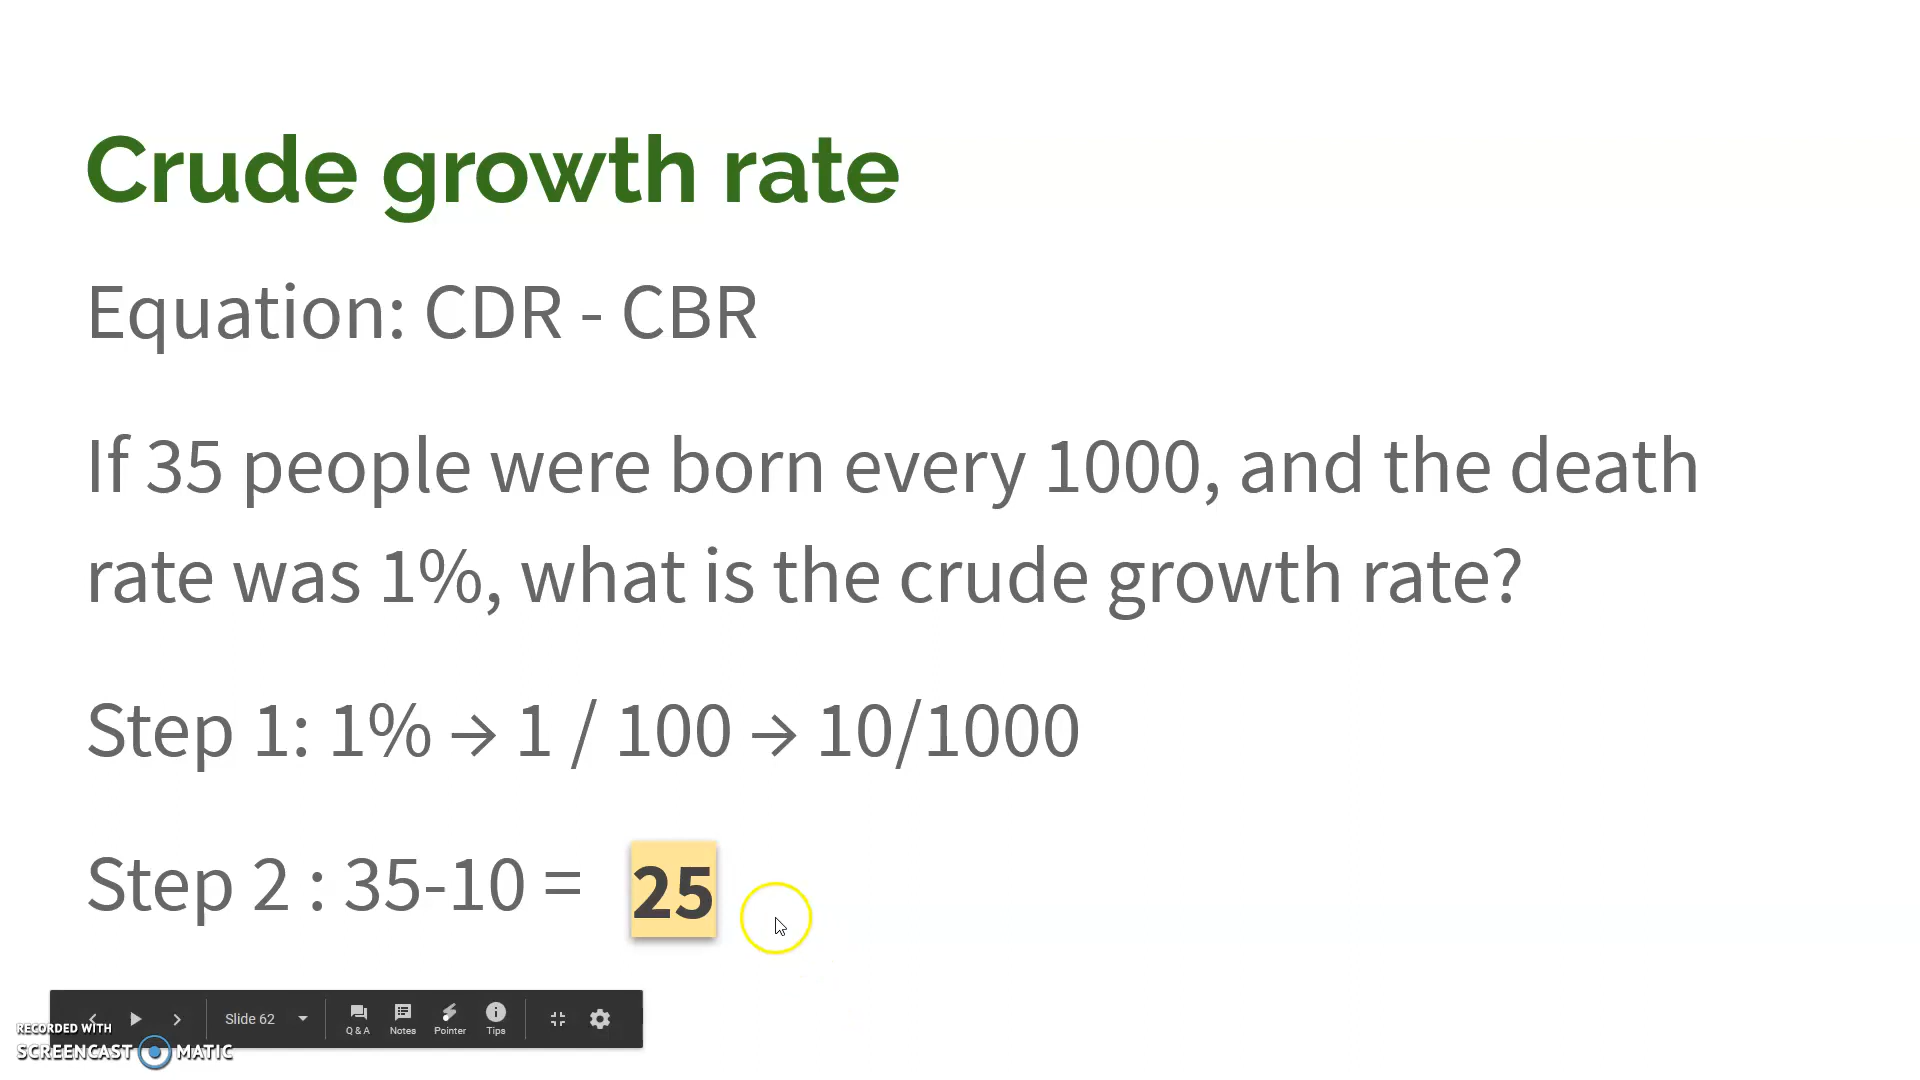 Crude growth rate
Equation: CDR - CBR
If 35 people were born every 1000, and the death
rate was 1%, what is the crude growth rate?
Step 1: 1% → 1 / 100 → 10/1000
Step 2 : 35-10 = 25
Slide 62
Q & A Notes Pointer Tips
RECORDED WITH
SCREENCAST MATIC